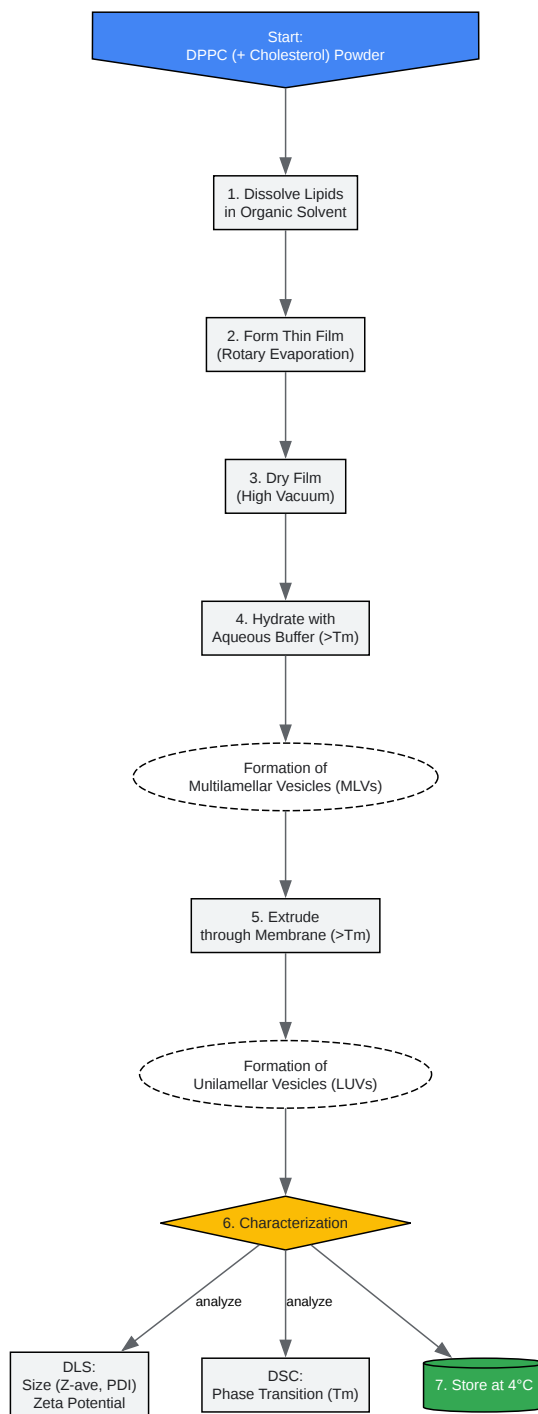 Start:
DPPC (+ Cholesterol) Powder
1. Dissolve Lipids
in Organic Solvent
2. Form Thin Film
(Rotary Evaporation)
3. Dry Film
(High Vacuum)
4. Hydrate with
Aqueous Buffer (>Tm)
Formation of
Multilamellar Vesicles (MLVs)
5. Extrude
through Membrane (>Tm)
Formation of
Unilamellar Vesicles (LUVs)
6. Characterization
analyze
analyze
DLS:
Size (Z-ave, PDI)
Zeta Potential
DSC:
Phase Transition (Tm)
7. Store at 4°C